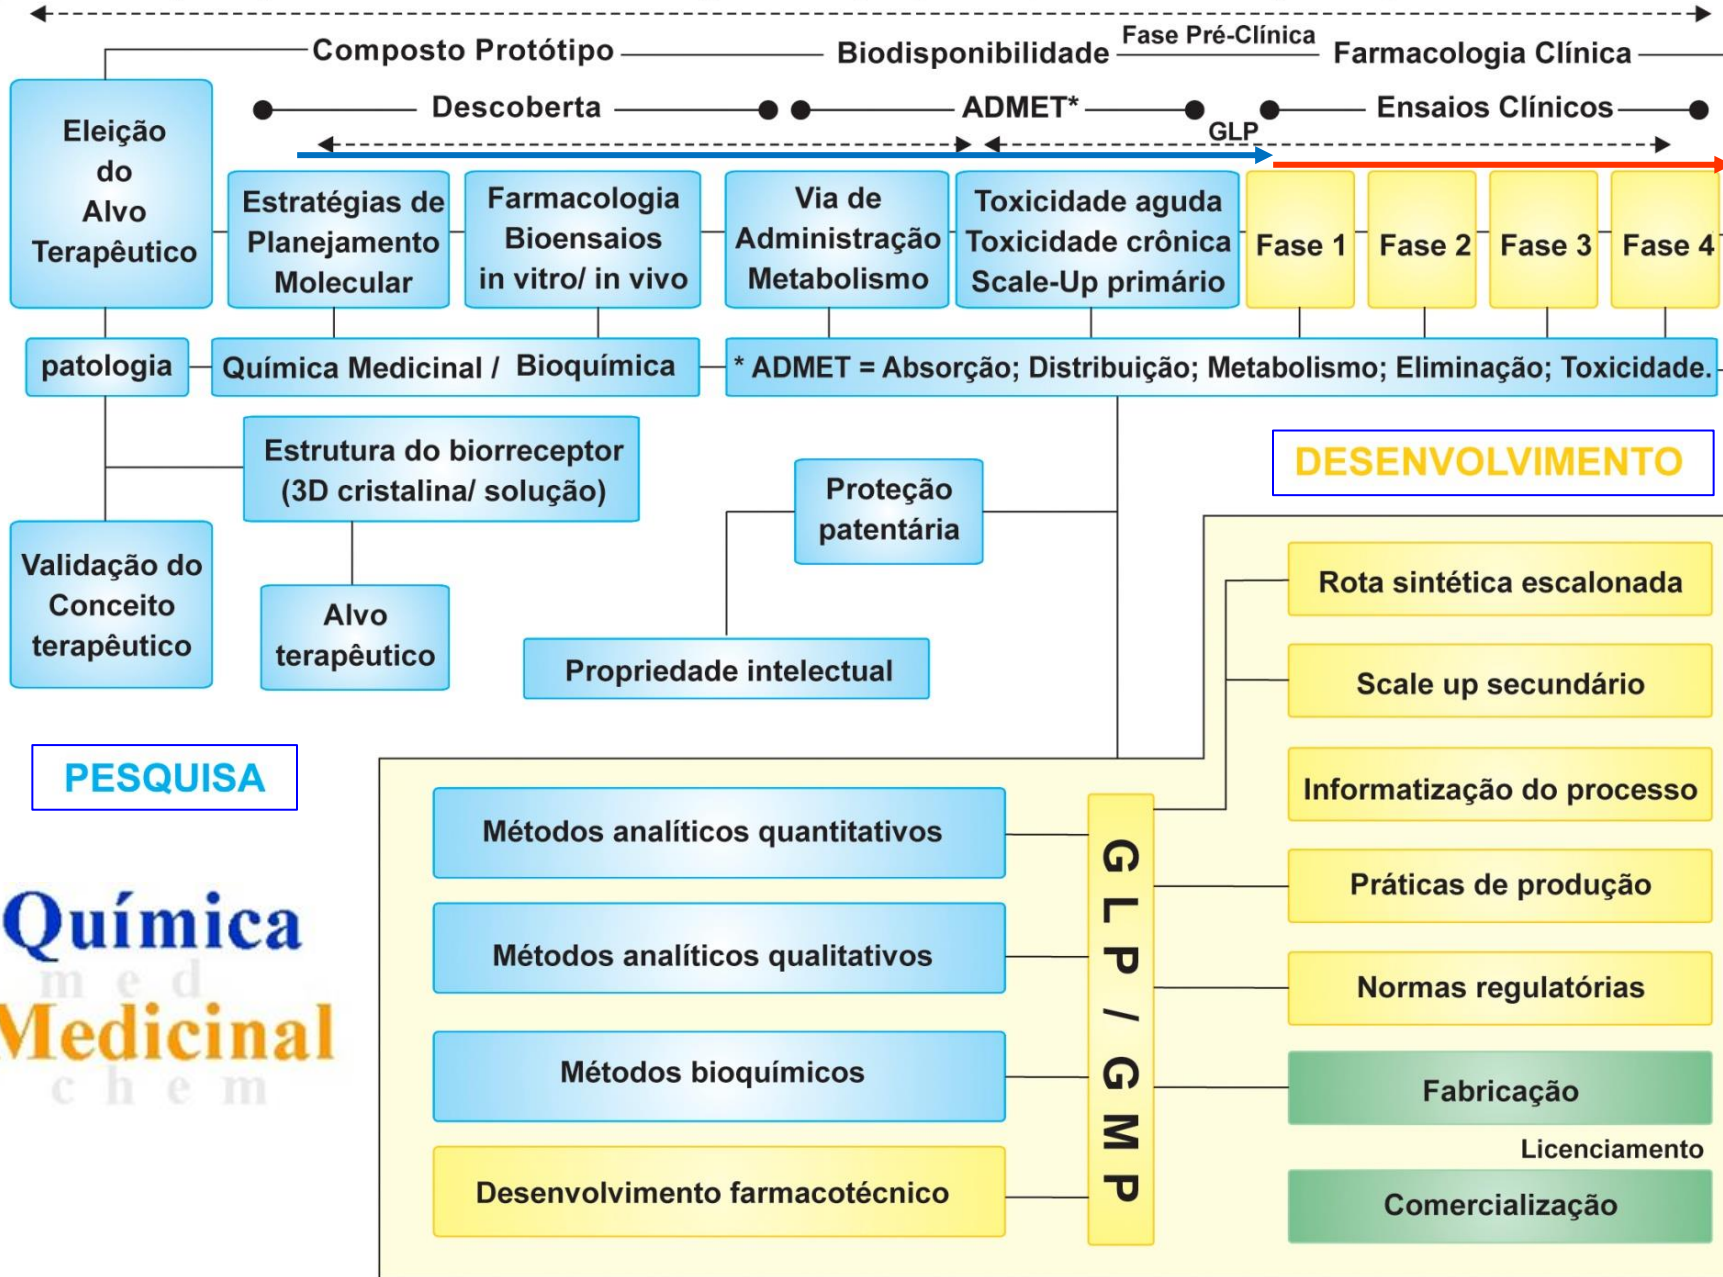 Composto Protótipo
Biodisponibilidade
Fase Pré-Clínica
Farmacologia Clínica
Descoberta
ADMET*
Ensaios Clínicos
GLP
Eleição
do
Alvo
Terapêutico
Estratégias de
Planejamento
Molecular
Farmacologia
Bioensaios
in vitro/ in vivo
Via de
Administração
Metabolismo
Toxicidade aguda
Toxicidade crônica
Scale-Up primário
Fase 1
Fase 2
Fase 3
Fase 4
patologia
Química Medicinal / Bioquímica
* ADMET = Absorção; Distribuição; Metabolismo; Eliminação; Toxicidade.
Estrutura do biorreceptor
(3D cristalina/ solução)
Validação do
Conceito
terapêutico
Alvo
terapêutico
Proteção
patentária
Propriedade intelectual
DESENVOLVIMENTO
PESQUISA
Química
med
Medicinal
chem
Métodos analíticos quantitativos
Métodos analíticos qualitativos
Métodos bioquímicos
Desenvolvimento farmacotécnico
GLP / GMP
Rota sintética escalonada
Scale up secundário
Informatização do processo
Práticas de produção
Normas regulatórias
Fabricação
Licenciamento
Comercialização